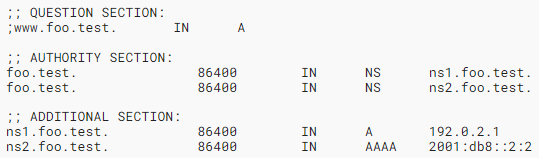 ;; QUESTION SECTION:
;www.foo.test. IN A
;; AUTHORITY SECTION:
foo.test. 86400 IN NS ns1.foo.test.
foo.test. 86400 IN NS ns2.foo.test.
;; ADDITIONAL SECTION:
ns1.foo.test. 86400 IN A 192.0.2.1
ns2.foo.test. 86400 IN AAAA 2001:db8::2:2